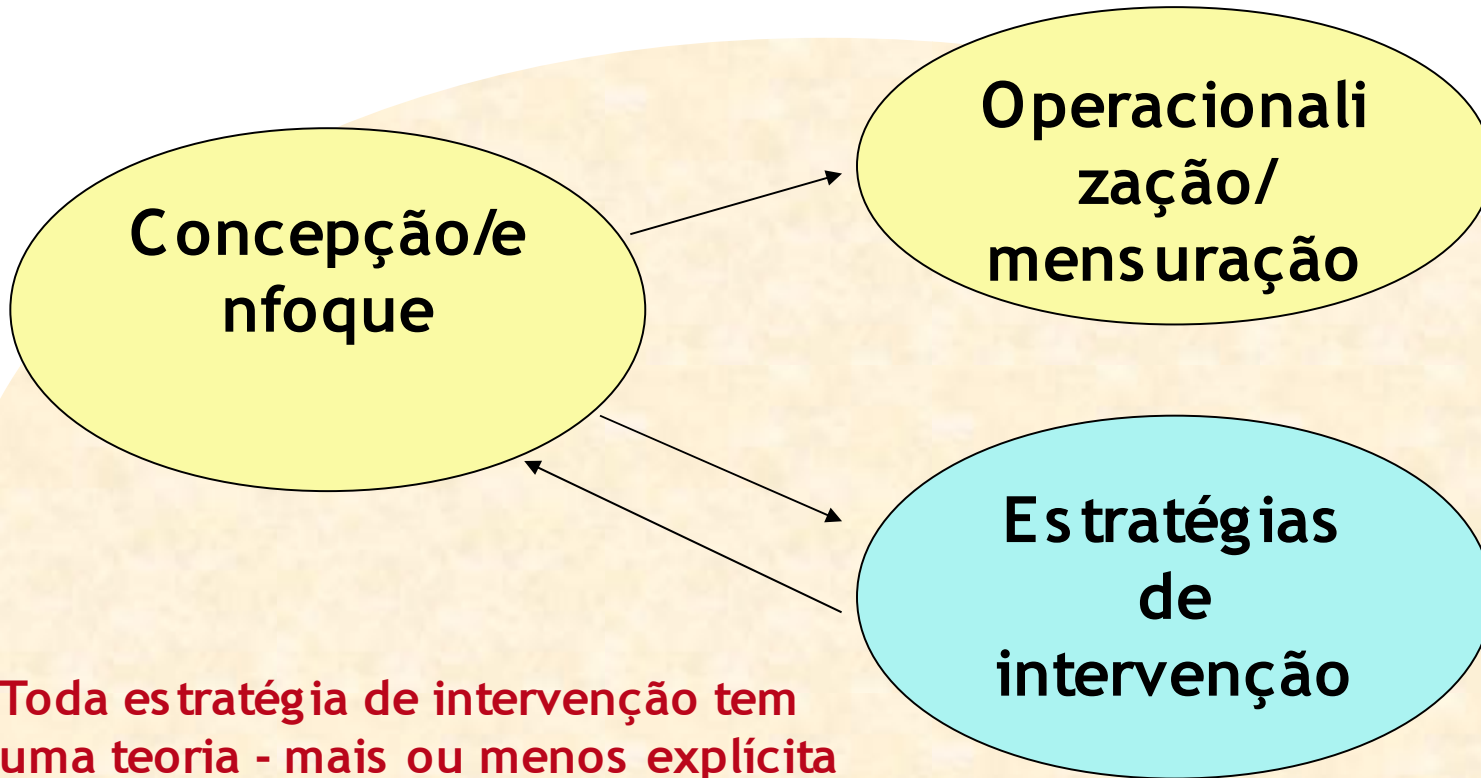 Operacionali
zação/
mensuração
Concepção/e
nfoque
Estratégias
de
intervenção
Toda estratégia de intervenção tem
uma teoria - mais ou menos explícita